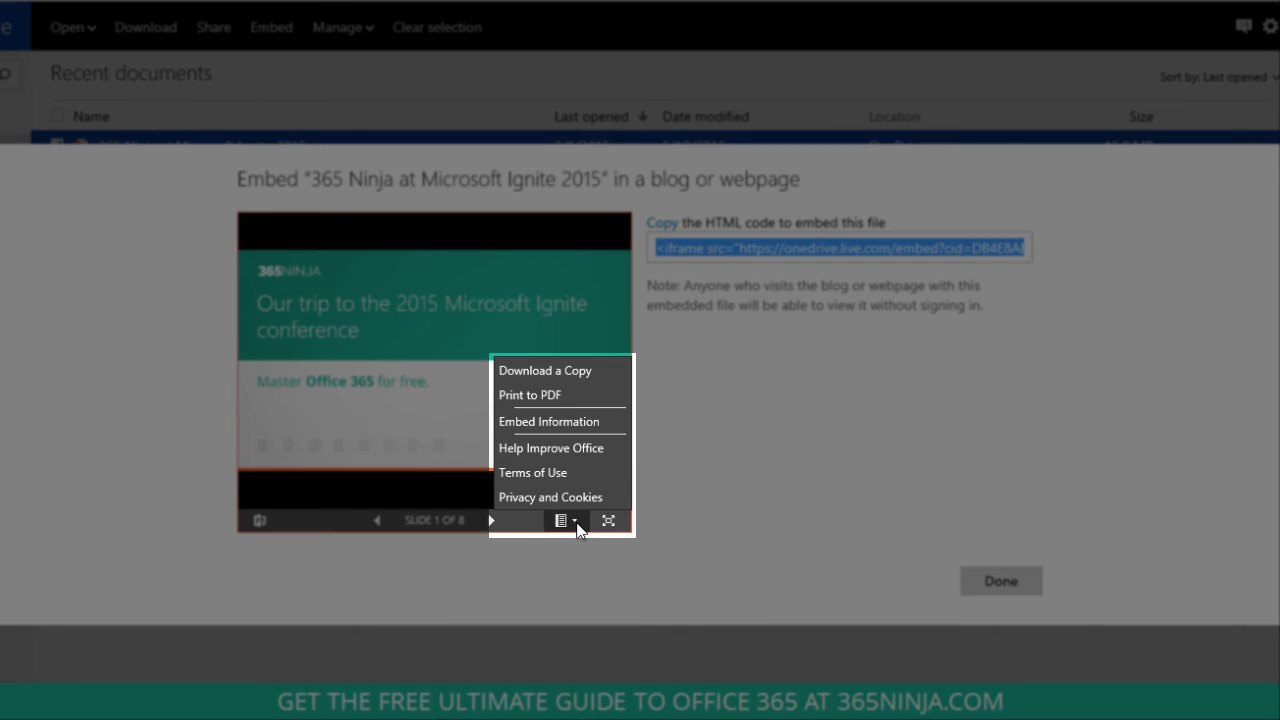 e
Open Download Share Embed Manage Clear selection
Recent documents
Sort by: Last opened
Name Last opened Date modified Location Size
Embed "365 Ninja at Microsoft Ignite 2015" in a blog or webpage
Copy the HTML code to embed this file
<iframe src="https://onedrive.live.com/embed?cid=DB4E8A
Note: Anyone who visits the blog or webpage with this
embedded file will be able to view it without signing in.
365NINJA
Our trip to the 2015 Microsoft Ignite
conference
Master Office 365 for free.
Download a Copy
Print to PDF
Embed Information
Help Improve Office
Terms of Use
Privacy and Cookies
SLIDE 1 OF 8
Done
GET THE FREE ULTIMATE GUIDE TO OFFICE 365 AT 365NINJA.COM